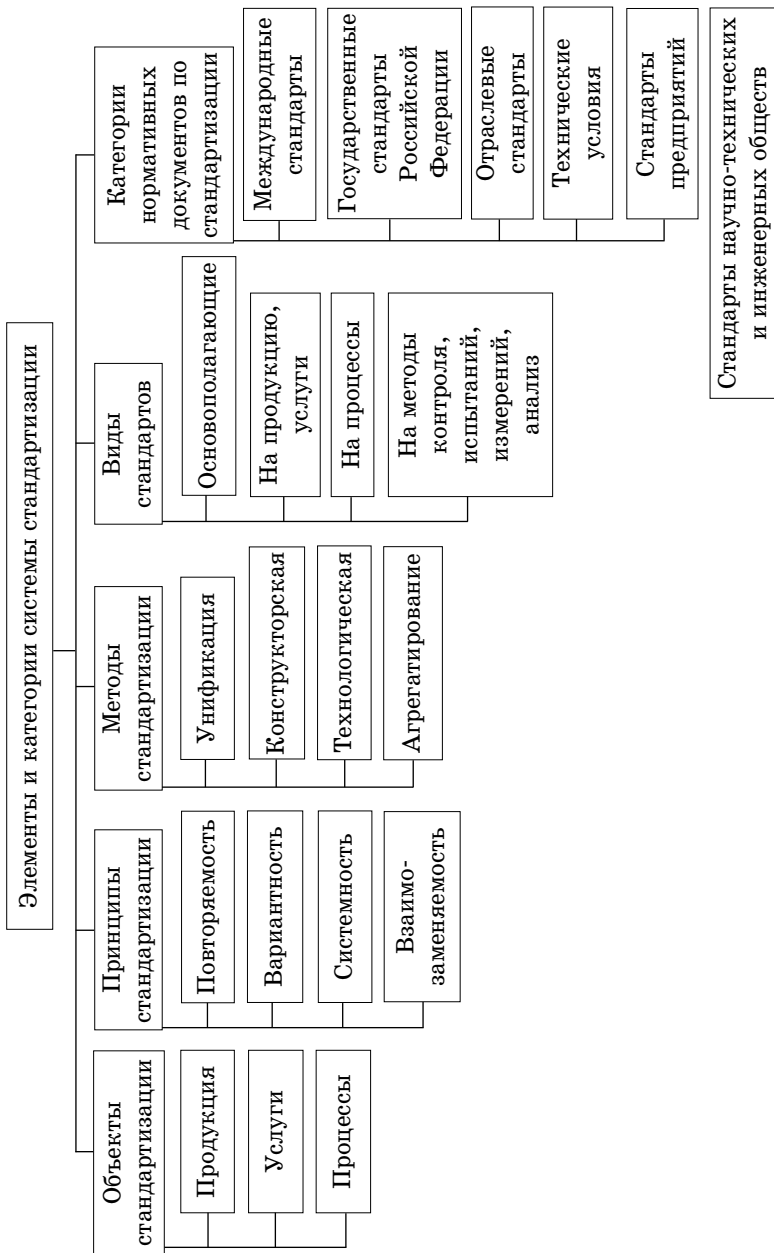 Элементы и категории системы стандартизации
Объекты
стандартизации
Продукция
Услуги
Процессы
Принципы
стандартизации
Повторяемость
Вариантность
Системность
Взаимо-
заменяемость
Методы
стандартизации
Унификация
Конструкторская
Технологическая
Агрегатирование
Виды
стандартов
Основополагающие
На продукцию,
услуги
На процессы
На методы
контроля,
испытаний,
измерений,
анализ
Категории
нормативных
документов по
стандартизации
Международные
стандарты
Государственные
стандарты
Российской
Федерации
Отраслевые
стандарты
Технические
условия
Стандарты
предприятий
Стандарты научно-технических
и инженерных обществ